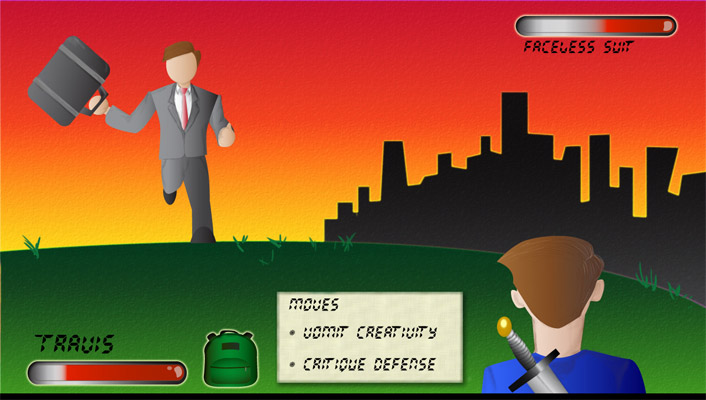 FACELESS SUIT
MOVES
• VOMIT CREATIVITY
• CRITIQUE DEFENSE
TRAVIS